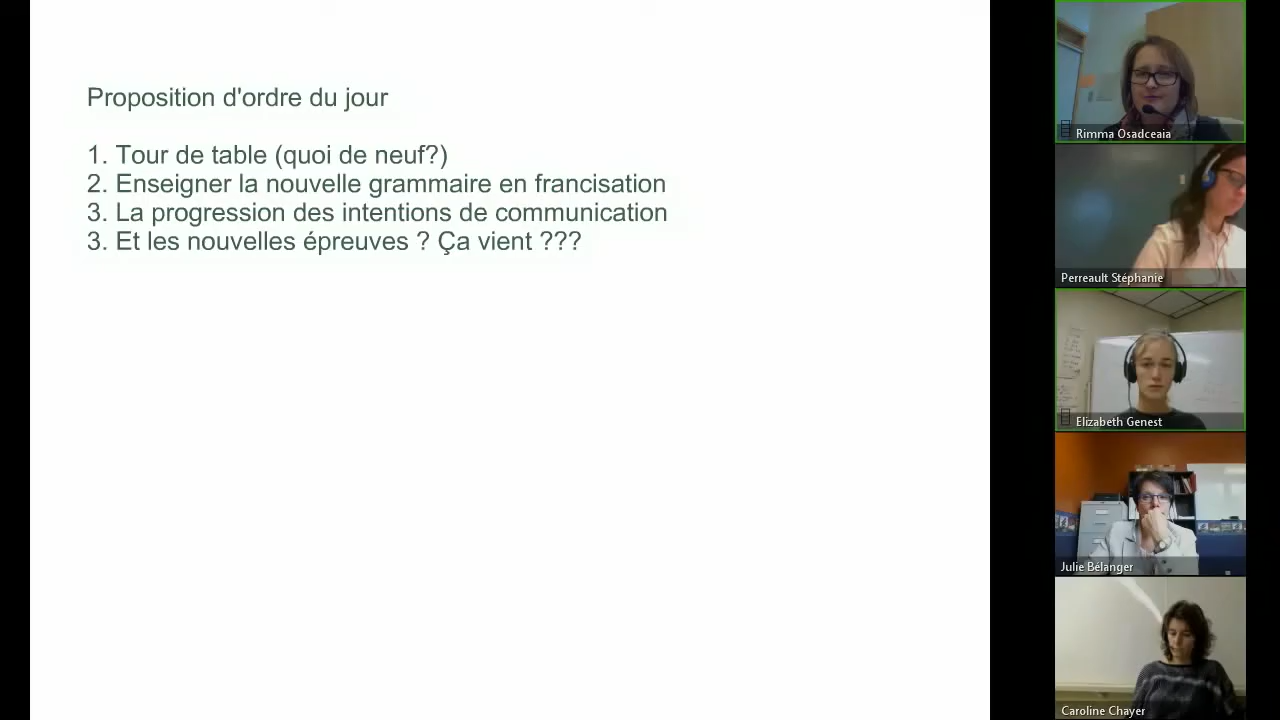 Proposition d'ordre du jour
1. Tour de table (quoi de neuf?)
2. Enseigner la nouvelle grammaire en francisation
3. La progression des intentions de communication
3. Et les nouvelles épreuves ? Ça vient ???
Rimma Osadceaia
Perreault Stéphanie
Elizabeth Genest
Julie Bélanger
Caroline Chayer